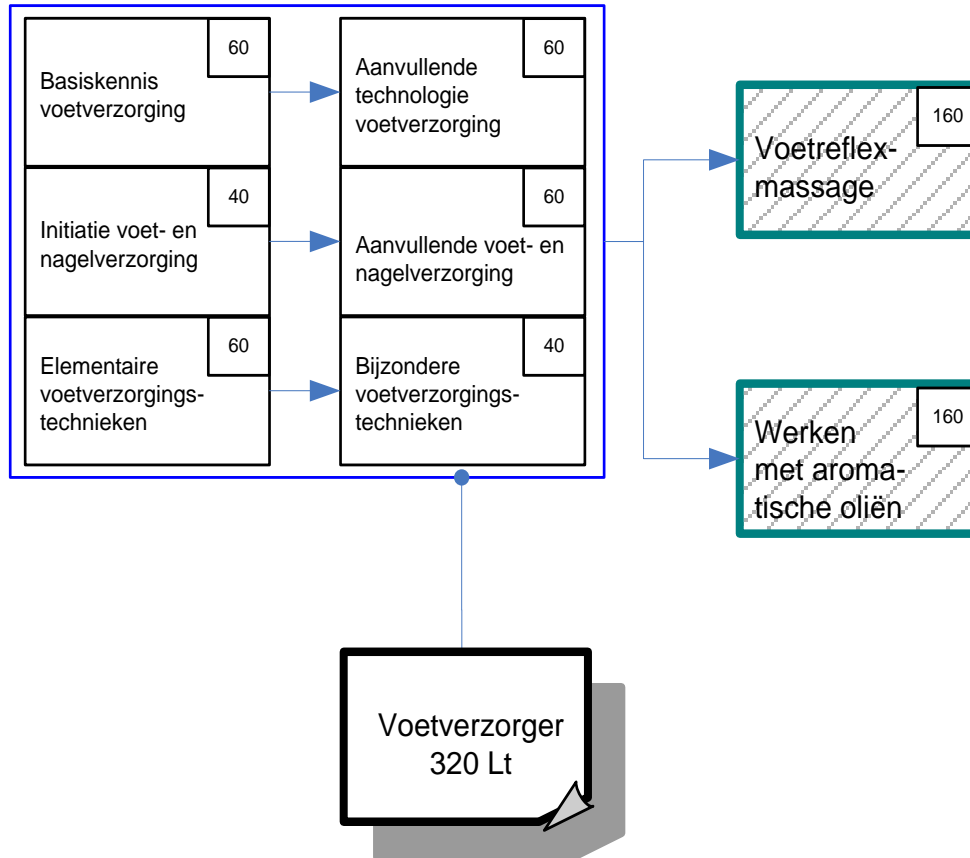 60
Basiskennis
voetverzorging
60
Aanvullende
technologie
voetverzorging
40
Initiatie voet- en
nagelverzorging
60
Aanvullende voet- en
nagelverzorging
60
Elementaire
voetverzorgings-
technieken
40
Bijzondere
voetverzorgings-
technieken
160
Voetreflex-
massage
160
Werken
met aroma-
tische oliën
Voetverzorger
320 Lt